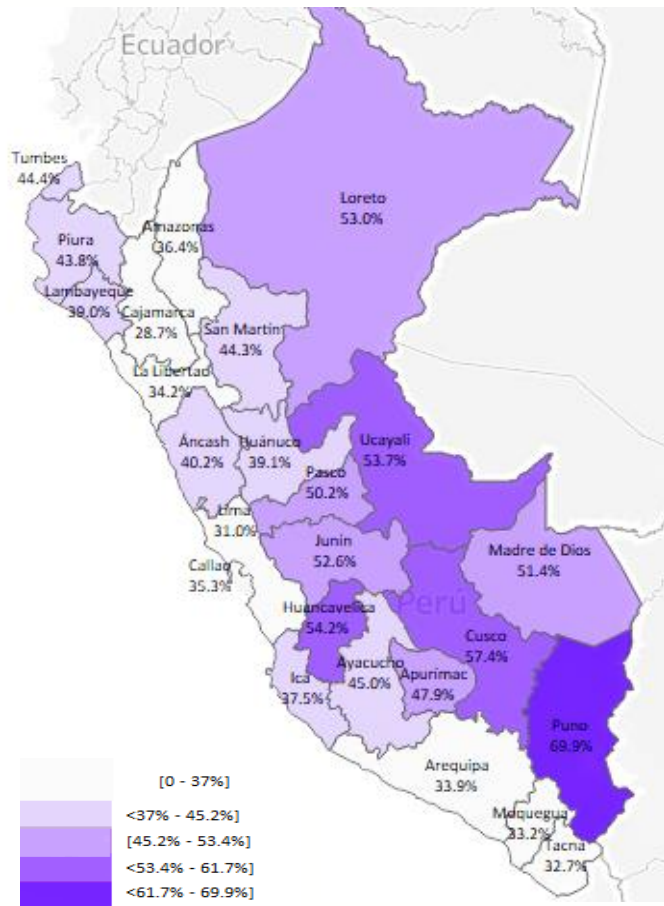 Ecuador
Tumbes
44.4%
Loreto
53.0%
Amazonas
36.4%
Piura
43.8%
Lambayeque
39.0%
Cajamarca
28.7%
San Martín
44.3%
La Libertad
34.2%
Áncash
40.2%
Huánuco
39.1%
Ucayali
53.7%
Pasco
50.2%
Lima
31.0%
Junín
52.6%
Madre de Dios
51.4%
Callao
35.3%
Huancavelica
54.2%
Perú
Cusco
57.4%
Ayacucho
45.0%
Apurímac
47.9%
Ica
37.5%
Puno
69.9%
Arequipa
33.9%
Moquegua
33.2%
Tacna
32.7%
[0 - 37%]
<37% - 45.2%]
[45.2% - 53.4%]
<53.4% - 61.7%]
<61.7% - 69.9%]